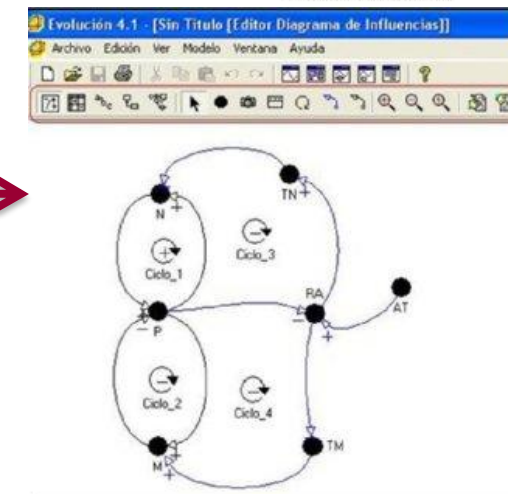 Evolución 4.1 - [Sin Título [Editor Diagrama de Influencias]]
Archivo Edición Ver Modelo Ventana Ayuda
TN
+
N
+
+
Ciclo_1
Ciclo_3
RA
AT
P
+
Ciclo_2
Ciclo_4
M
+
+
TM